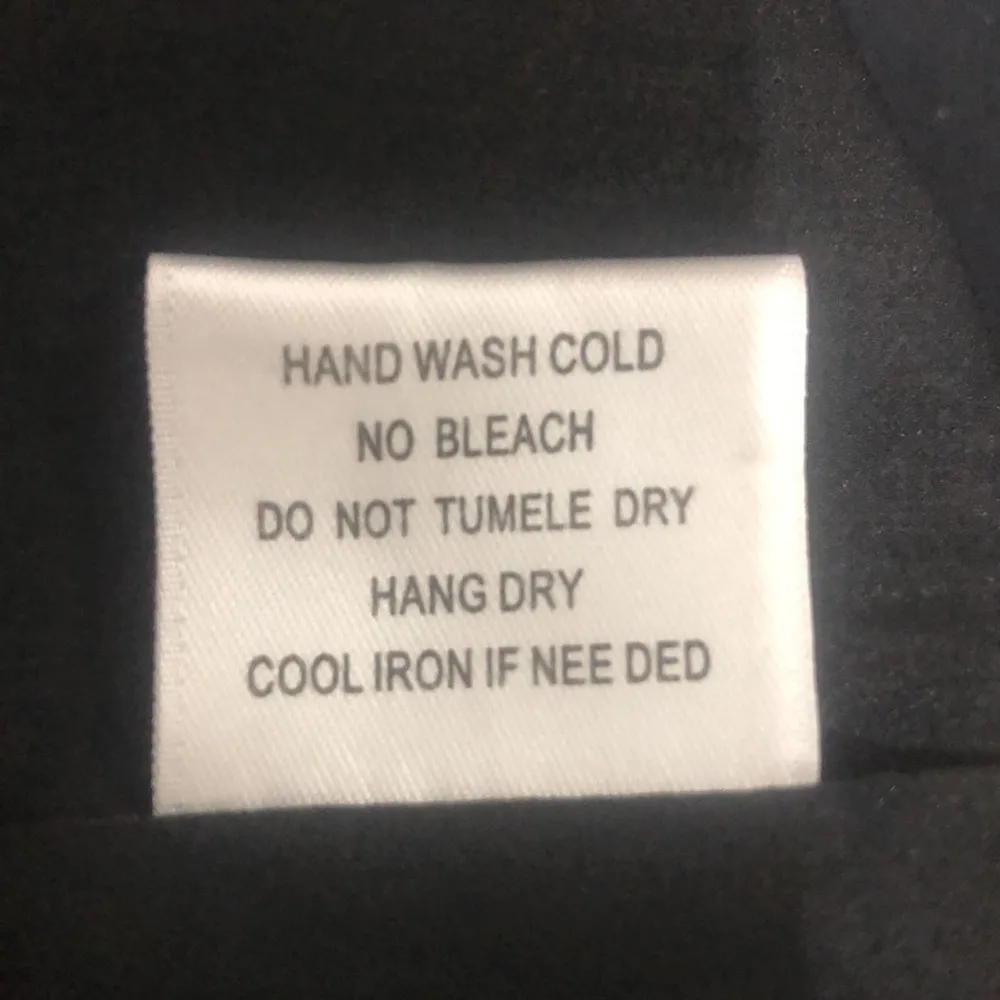 HAND WASH COLD
NO BLEACH
DO NOT TUMELE DRY
HANG DRY
COOL IRON IF NEE DED